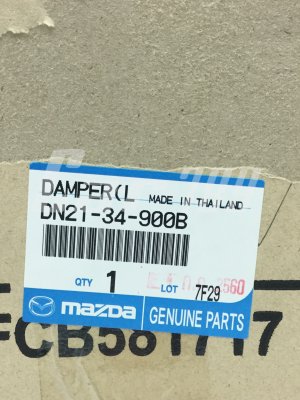 DAMPER(L MADE IN THAILAND
DN21-34-900B
QTY 1 LOT 7F29
mazda GENUINE PARTS
FCB581717